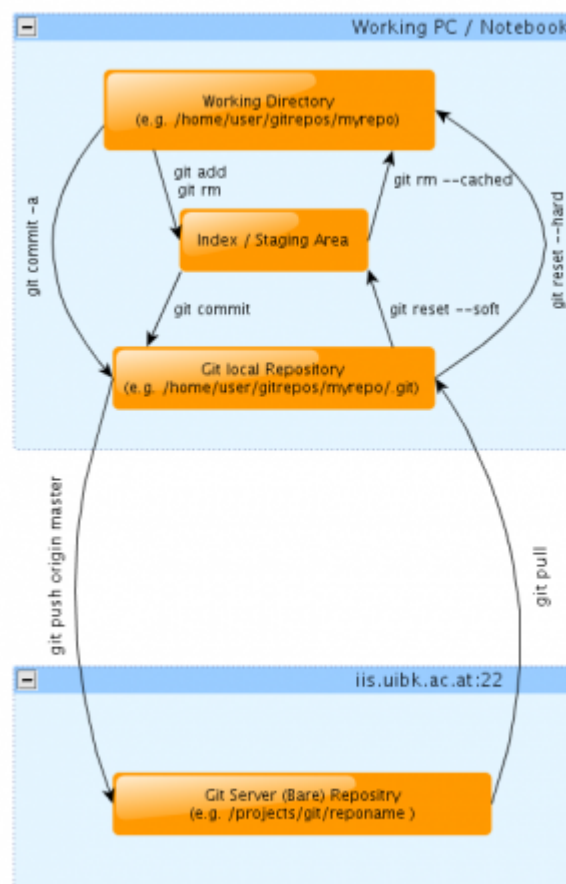 Working PC / Notebook
Working Directory
(e.g. /home/user/gitrepos/myrepo)
git add
git rm
git rm --cached
git commit -a
git reset --hard
Index / Staging Area
git commit
git reset --soft
Git local Repository
(e.g. /home/user/gitrepos/myrepo/.git)
git push origin master
git pull
iis.uibk.ac.at:22
Git Server (Bare) Repositry
(e.g. /projects/git/reponame )